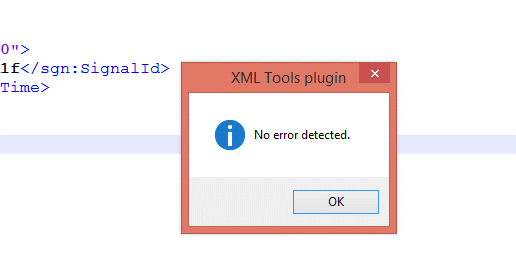 0">
1f</sgn:SignalId>
Time>
XML Tools plugin
No error detected.
OK